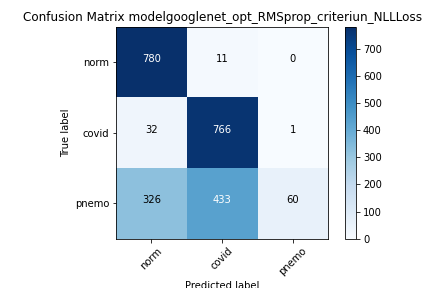 Confusion Matrix modelgooglenet_opt_RMSprop_criteriun_NLLLoss
norm 780 11 0
covid 32 766 1
pnemo 326 433 60
True label
norm covid pnemo
Predicted label
700
600
500
400
300
200
100
0